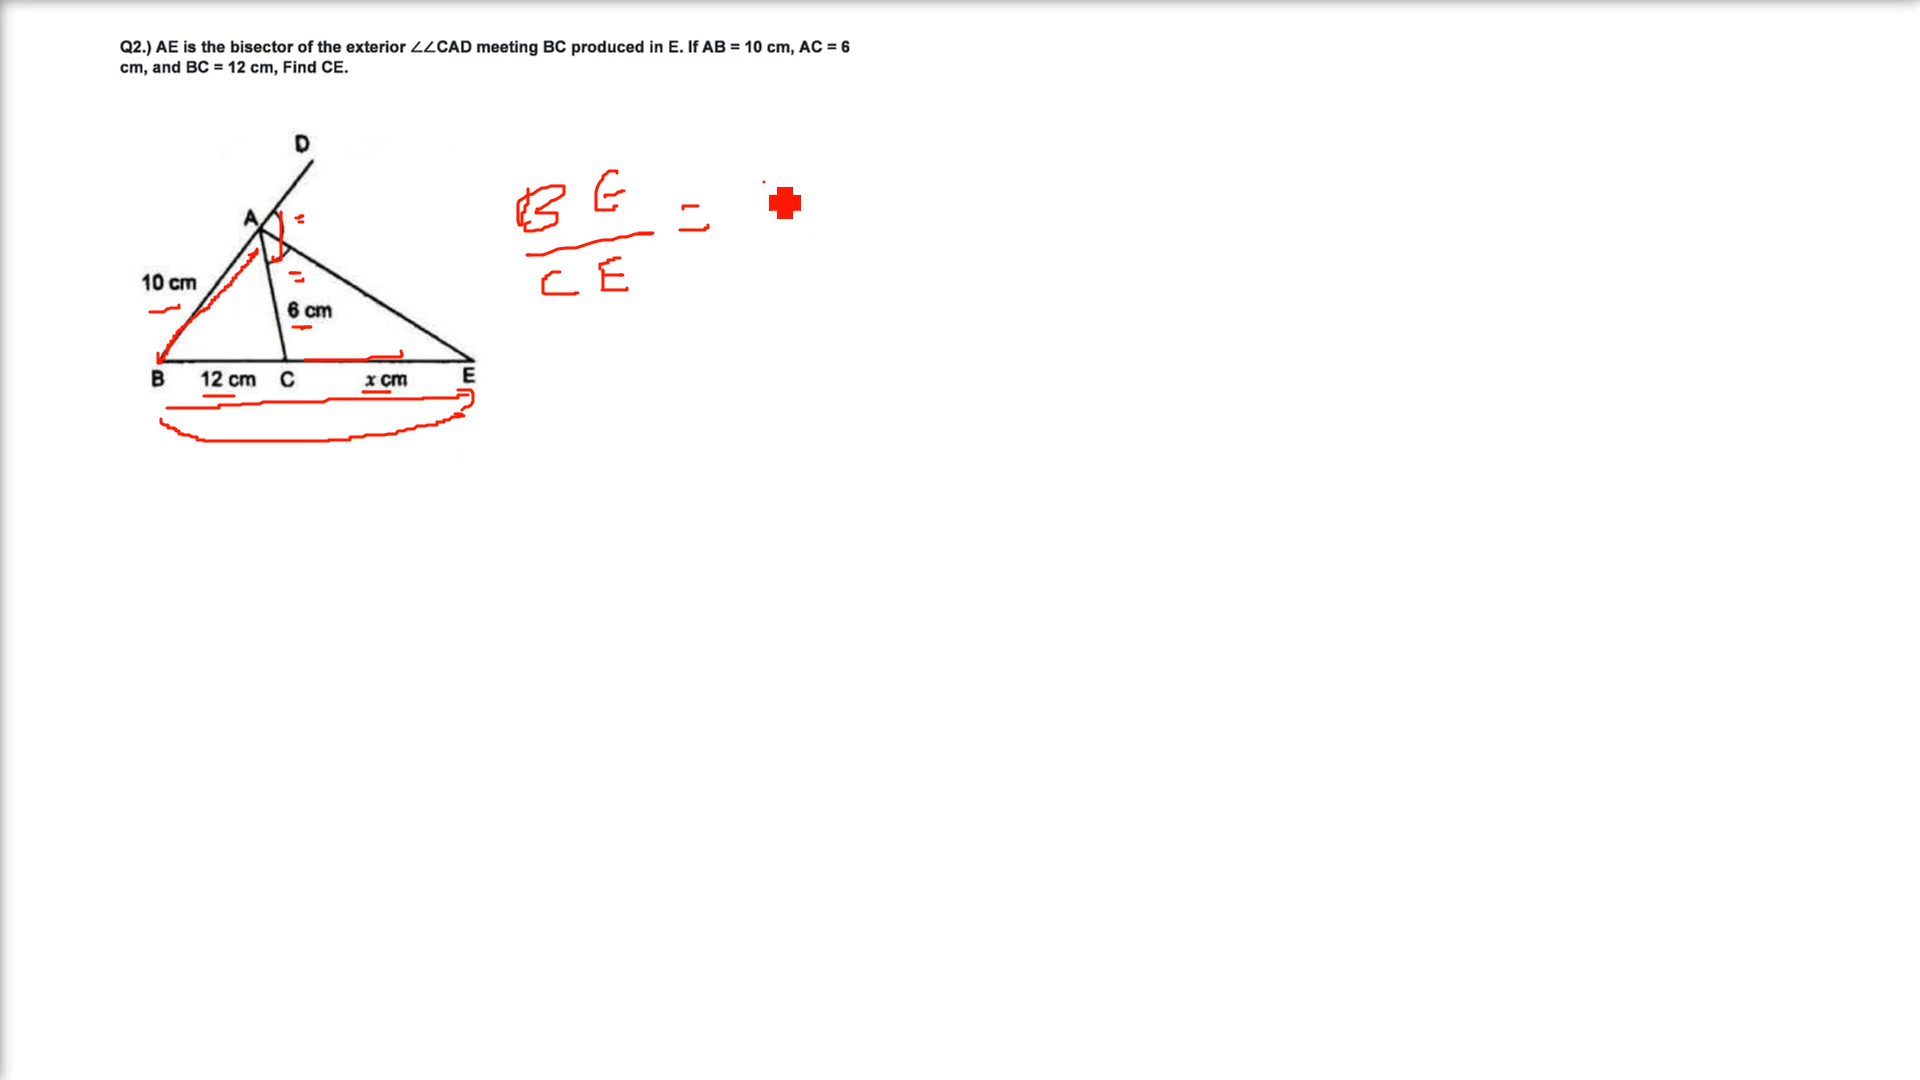 Q2.) AE is the bisector of the exterior ∠∠CAD meeting BC produced in E. If AB = 10 cm, AC = 6
cm, and BC = 12 cm, Find CE.
D
A
10 cm
6 cm
B 12 cm C x cm E
BE
=
CE